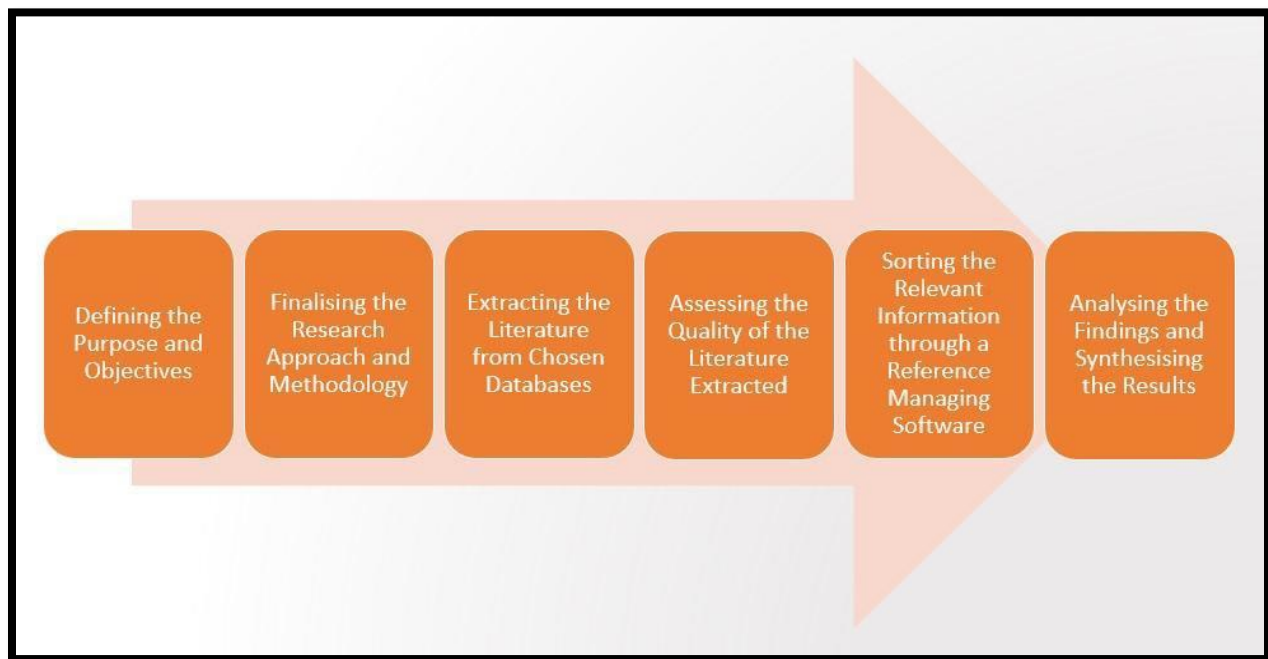 Defining the
Purpose and
Objectives
Finalising the
Research
Approach and
Methodology
Extracting the
Literature
from Chosen
Databases
Assessing the
Quality of the
Literature
Extracted
Sorting the
Relevant
Information
through a
Reference
Managing
Software
Analysing the
Findings and
Synthesising
the Results